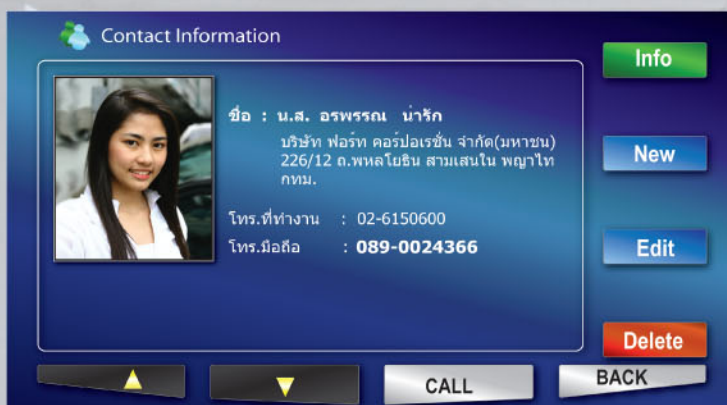 Contact Information
Info
ชื่อ : น.ส. อรพรรณ น่ารัก
บริษัท ฟอร์ท คอร์ปอเรชั่น จำกัด(มหาชน)
226/12 ถ.พหลโยธิน สามเสนใน พญาไท
กทม.
New
โทร.ที่ทำงาน : 02-6150600
โทร.มือถือ : 089-0024366
Edit
Delete
CALL
BACK